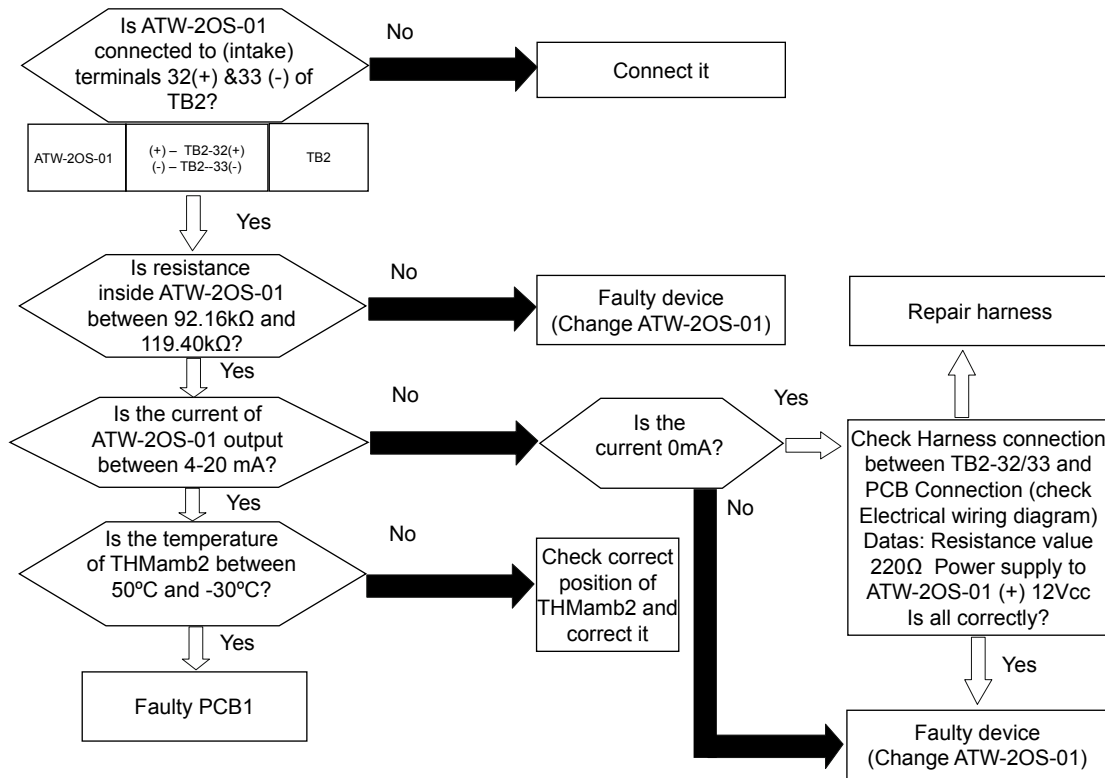 Is ATW-2OS-01
connected to (intake)
terminals 32(+) &33 (-) of
TB2?
No
Connect it
ATW-2OS-01
(+) – TB2-32(+)
(-) – TB2--33(-)
TB2
Yes
Is resistance
inside ATW-2OS-01
between 92.16kΩ and
119.40kΩ?
No
Faulty device
(Change ATW-2OS-01)
Repair harness
Yes
Is the current of
ATW-2OS-01 output
between 4-20 mA?
No
Is the
current 0mA?
Yes
Check Harness connection
between TB2-32/33 and
PCB Connection (check
Electrical wiring diagram)
Datas: Resistance value
220Ω Power supply to
ATW-2OS-01 (+) 12Vcc
Is all correctly?
Yes
No
Is the temperature
of THMamb2 between
50ºC and -30ºC?
No
Check correct
position of
THMamb2 and
correct it
Yes
Faulty PCB1
Yes
Faulty device
(Change ATW-2OS-01)